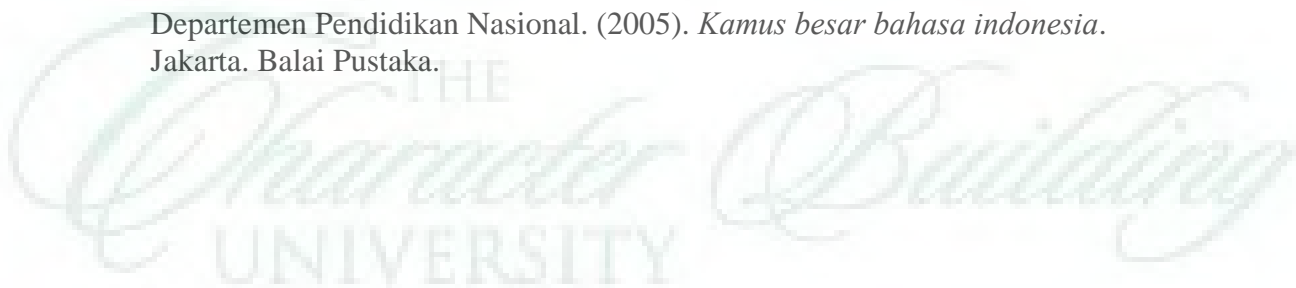 Departemen Pendidikan Nasional. (2005). Kamus besar bahasa indonesia.
Jakarta. Balai Pustaka.
THE
Character Building
UNIVERSITY